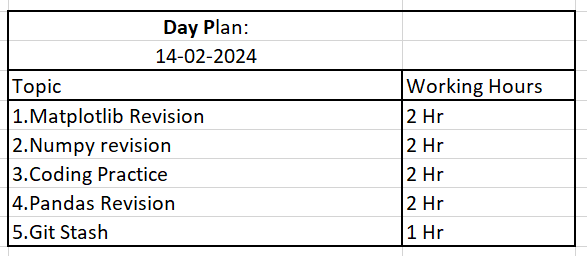 Day Plan:
14-02-2024
Topic Working Hours
1.Matplotlib Revision 2 Hr
2.Numpy revision 2 Hr
3.Coding Practice 2 Hr
4.Pandas Revision 2 Hr
5.Git Stash 1 Hr